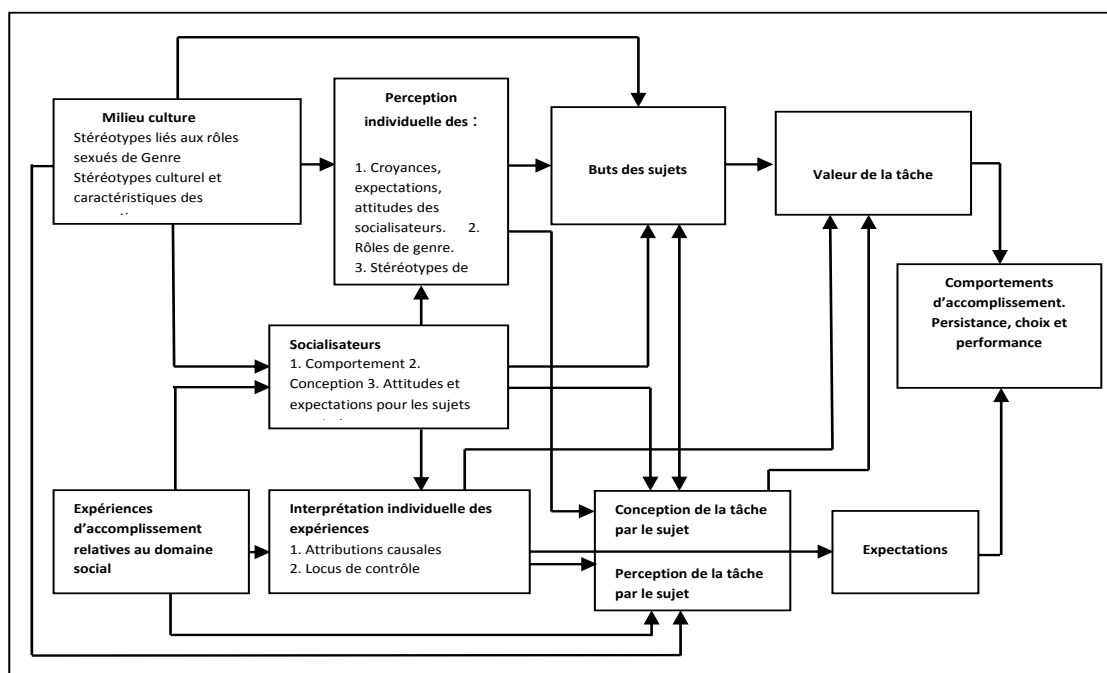 Milieu culture
Stéréotypes liés aux rôles
sexués de Genre
Stéréotypes culturel et
caractéristiques des
Perception
individuelle des :
1. Croyances,
expectations,
attitudes des
socialisateurs. 2.
Rôles de genre.
3. Stéréotypes de
Buts des sujets
Valeur de la tâche
Comportements
d’accomplissement.
Persistance, choix et
performance
Socialisateurs
1. Comportement 2.
Conception 3. Attitudes et
expectations pour les sujets
Expériences
d’accomplissement
relatives au domaine
social
Interprétation individuelle des
expériences
1. Attributions causales
2. Locus de contrôle
Conception de la tâche
par le sujet
Perception de la tâche
par le sujet
Expectations